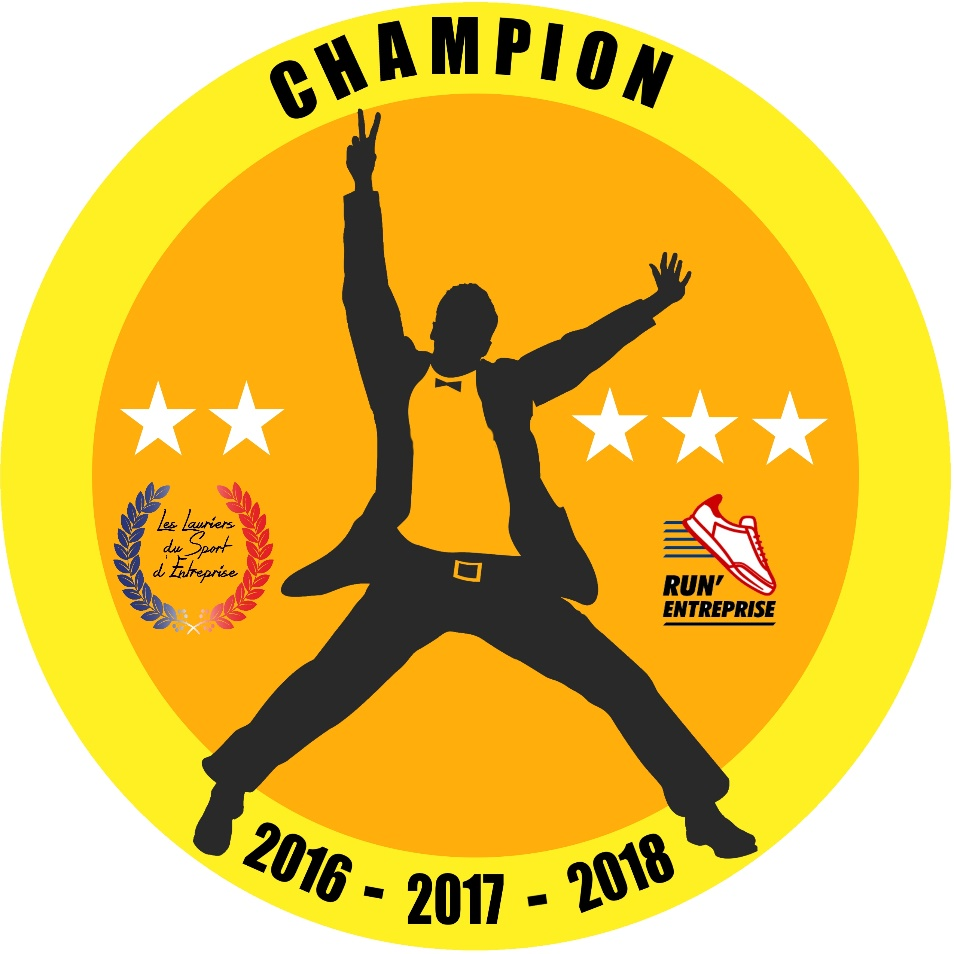 CHAMPION
Les Lauriers
du Sport
d'Entreprise
RUN'
ENTREPRISE
2016 - 2017 - 2018